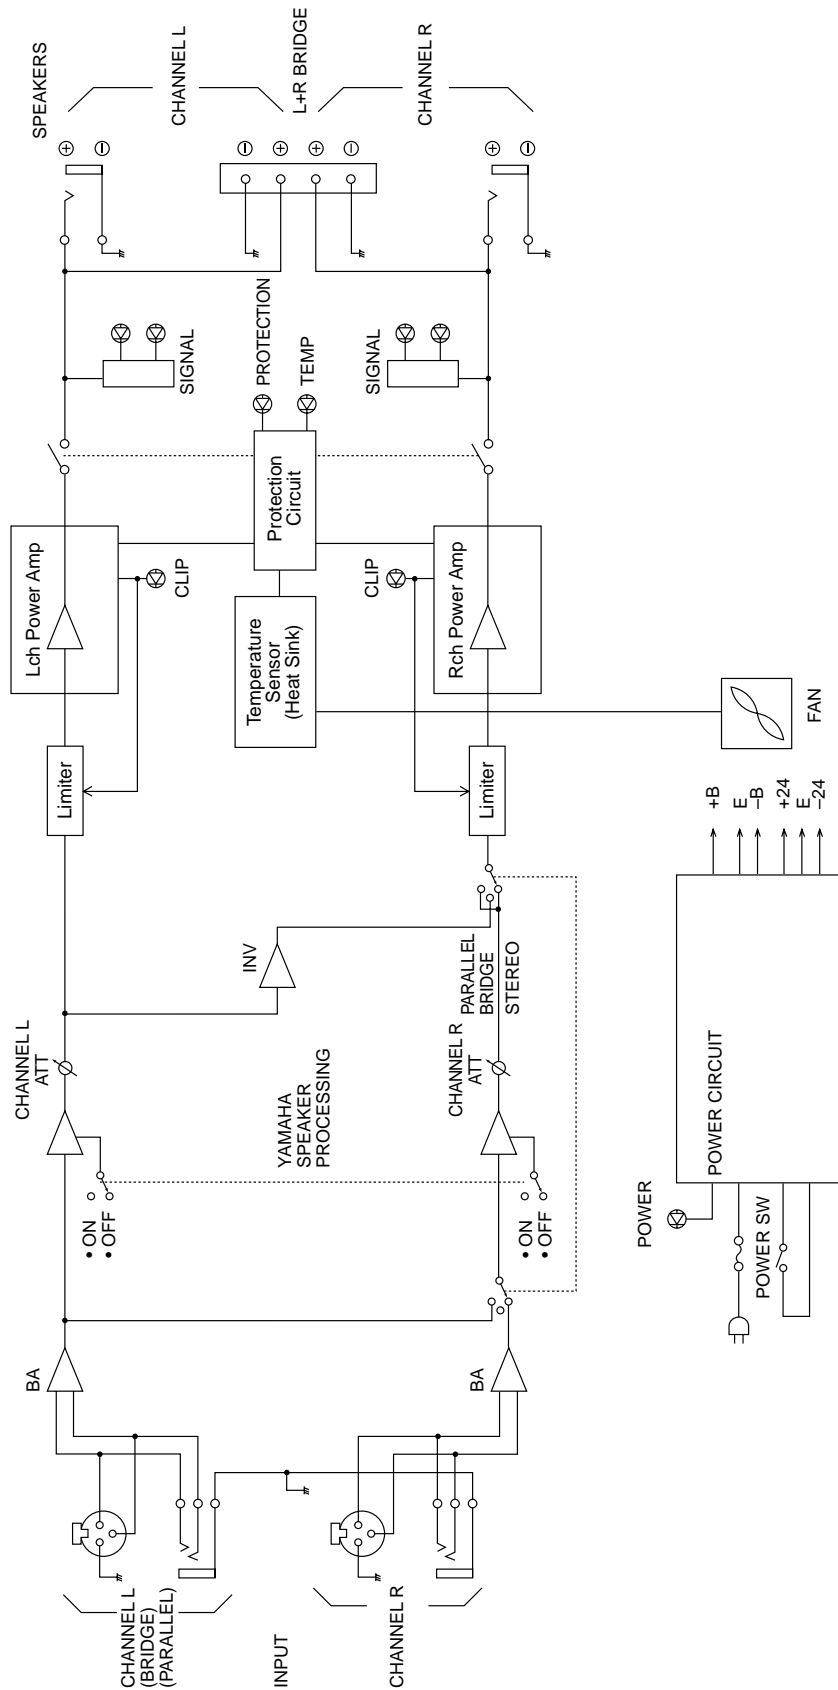 CHANNEL L
(BRIDGE)
(PARALLEL)
INPUT
CHANNEL R
BA
BA
• ON
• OFF
YAMAHA
SPEAKER
PROCESSING
• ON
• OFF
CHANNEL L
ATT
CHANNEL R
ATT
INV
PARALLEL
BRIDGE
STEREO
Limiter
Limiter
Lch Power Amp
CLIP
Temperature
Sensor
(Heat Sink)
CLIP
Rch Power Amp
Protection
Circuit
PROTECTION
TEMP
SIGNAL
SIGNAL
SPEAKERS
CHANNEL L
L+R BRIDGE
CHANNEL R
+
−
−
+
+
−
+
−
FAN
POWER
POWER SW
POWER CIRCUIT
+B
E
–B
+24
E
–24